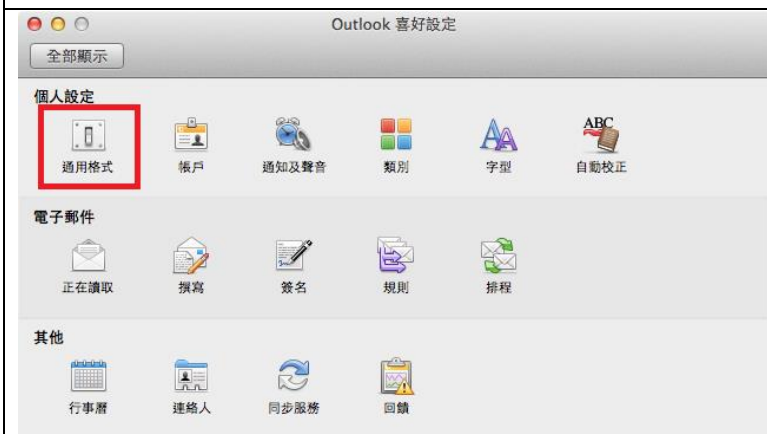 Outlook 喜好設定
全部顯示
個人設定
通用格式 帳戶 通知及聲音 類別 字型 自動校正
電子郵件
正在讀取 撰寫 簽名 規則 排程
其他
行事曆 連絡人 同步服務 回饋